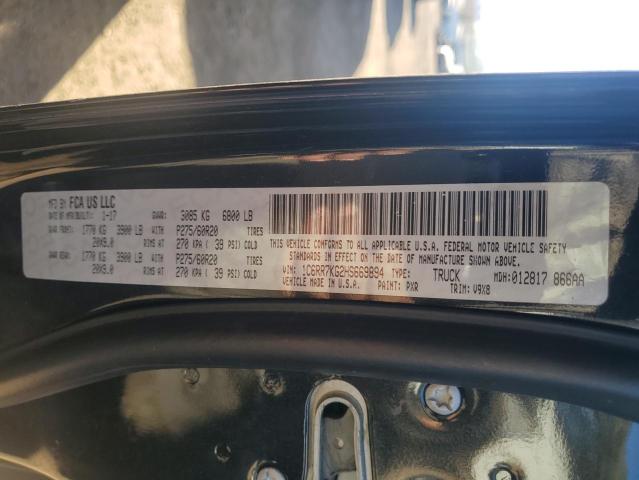 MFD BY FCA US LLC
DATE OF MFR(BUILT): 1-17 GVWR: 3085 KG 6800 LB
GAWR FRONT: 1770 KG 3900 LB WITH P275/60R20 TIRES
20X9.0 RIMS AT 270 KPA ( 39 PSI) COLD
GAWR REAR: 1770 KG 3900 LB WITH P275/60R20 TIRES
20X9.0 RIMS AT 270 KPA ( 39 PSI) COLD
THIS VEHICLE CONFORMS TO ALL APPLICABLE U.S.A. FEDERAL MOTOR VEHICLE SAFETY
STANDARDS IN EFFECT ON THE DATE OF MANUFACTURE SHOWN ABOVE.
VIN: 1C6RR7KG2HS669894 TYPE: TRUCK MDH: 012817 866AA
VEHICLE MADE IN U.S.A. PAINT: PXR TRIM: V9X8